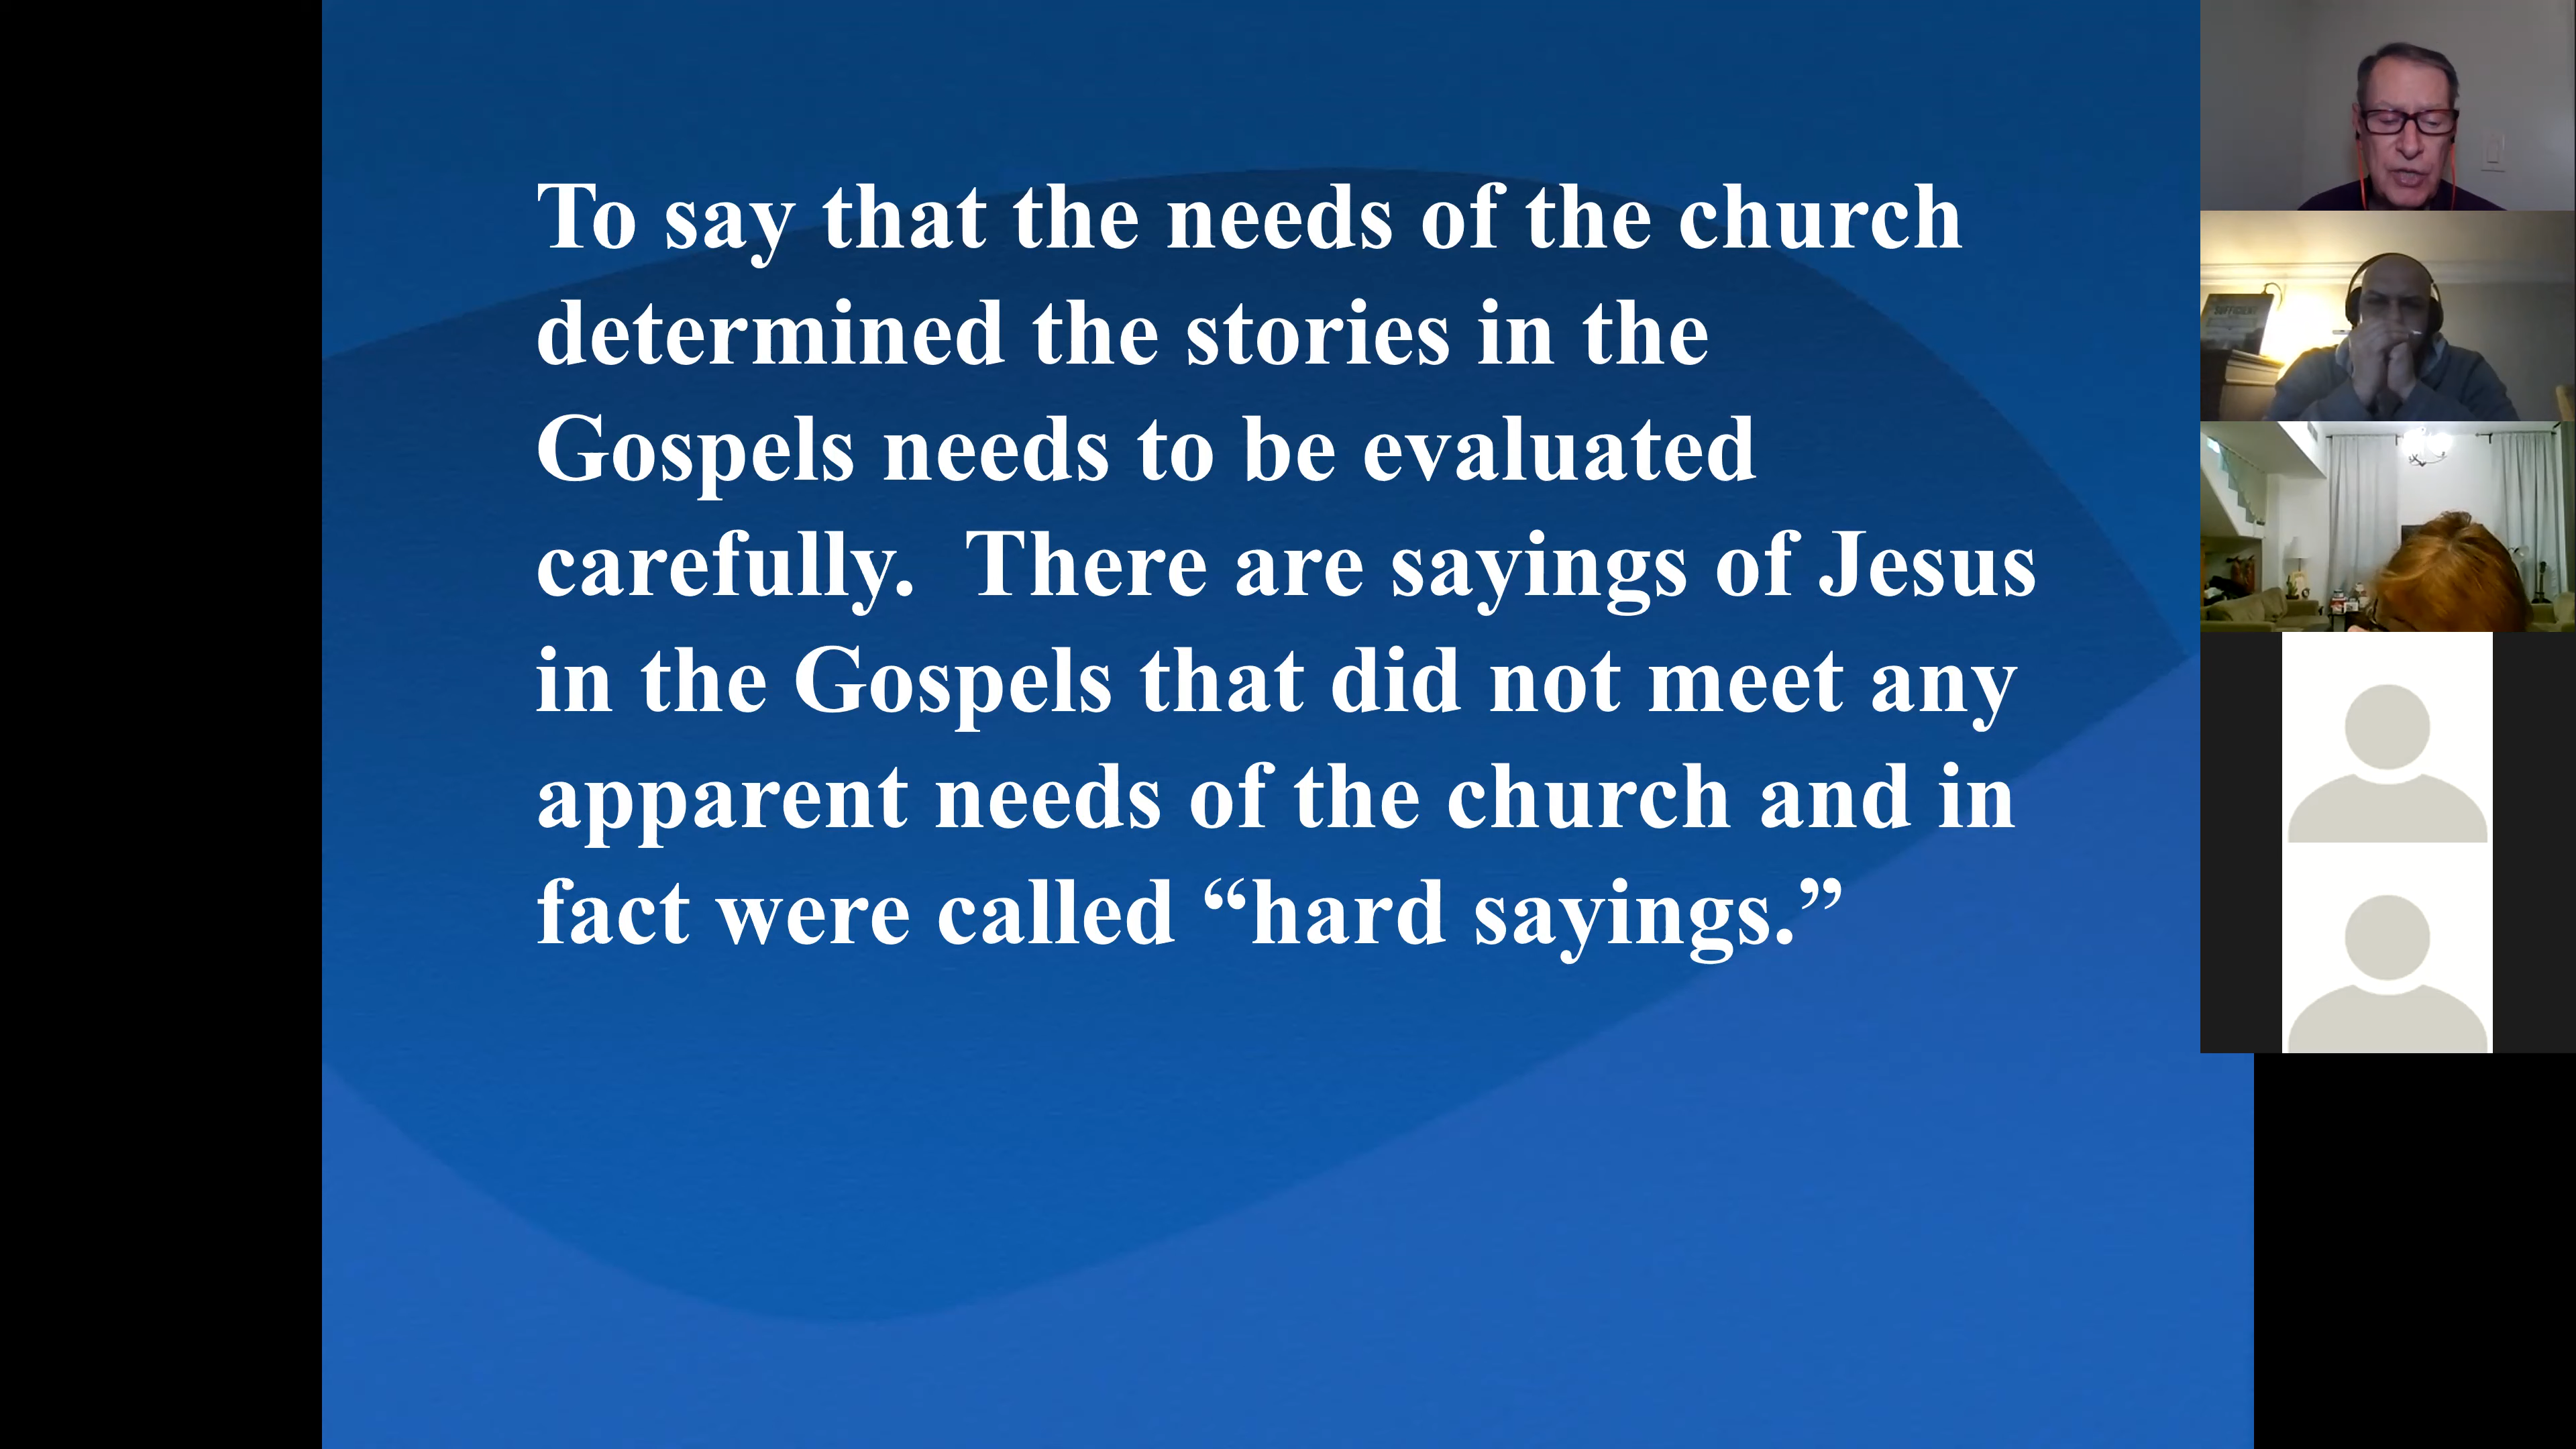 To say that the needs of the church
determined the stories in the
Gospels needs to be evaluated
carefully.  There are sayings of Jesus
in the Gospels that did not meet any
apparent needs of the church and in
fact were called “hard sayings.”